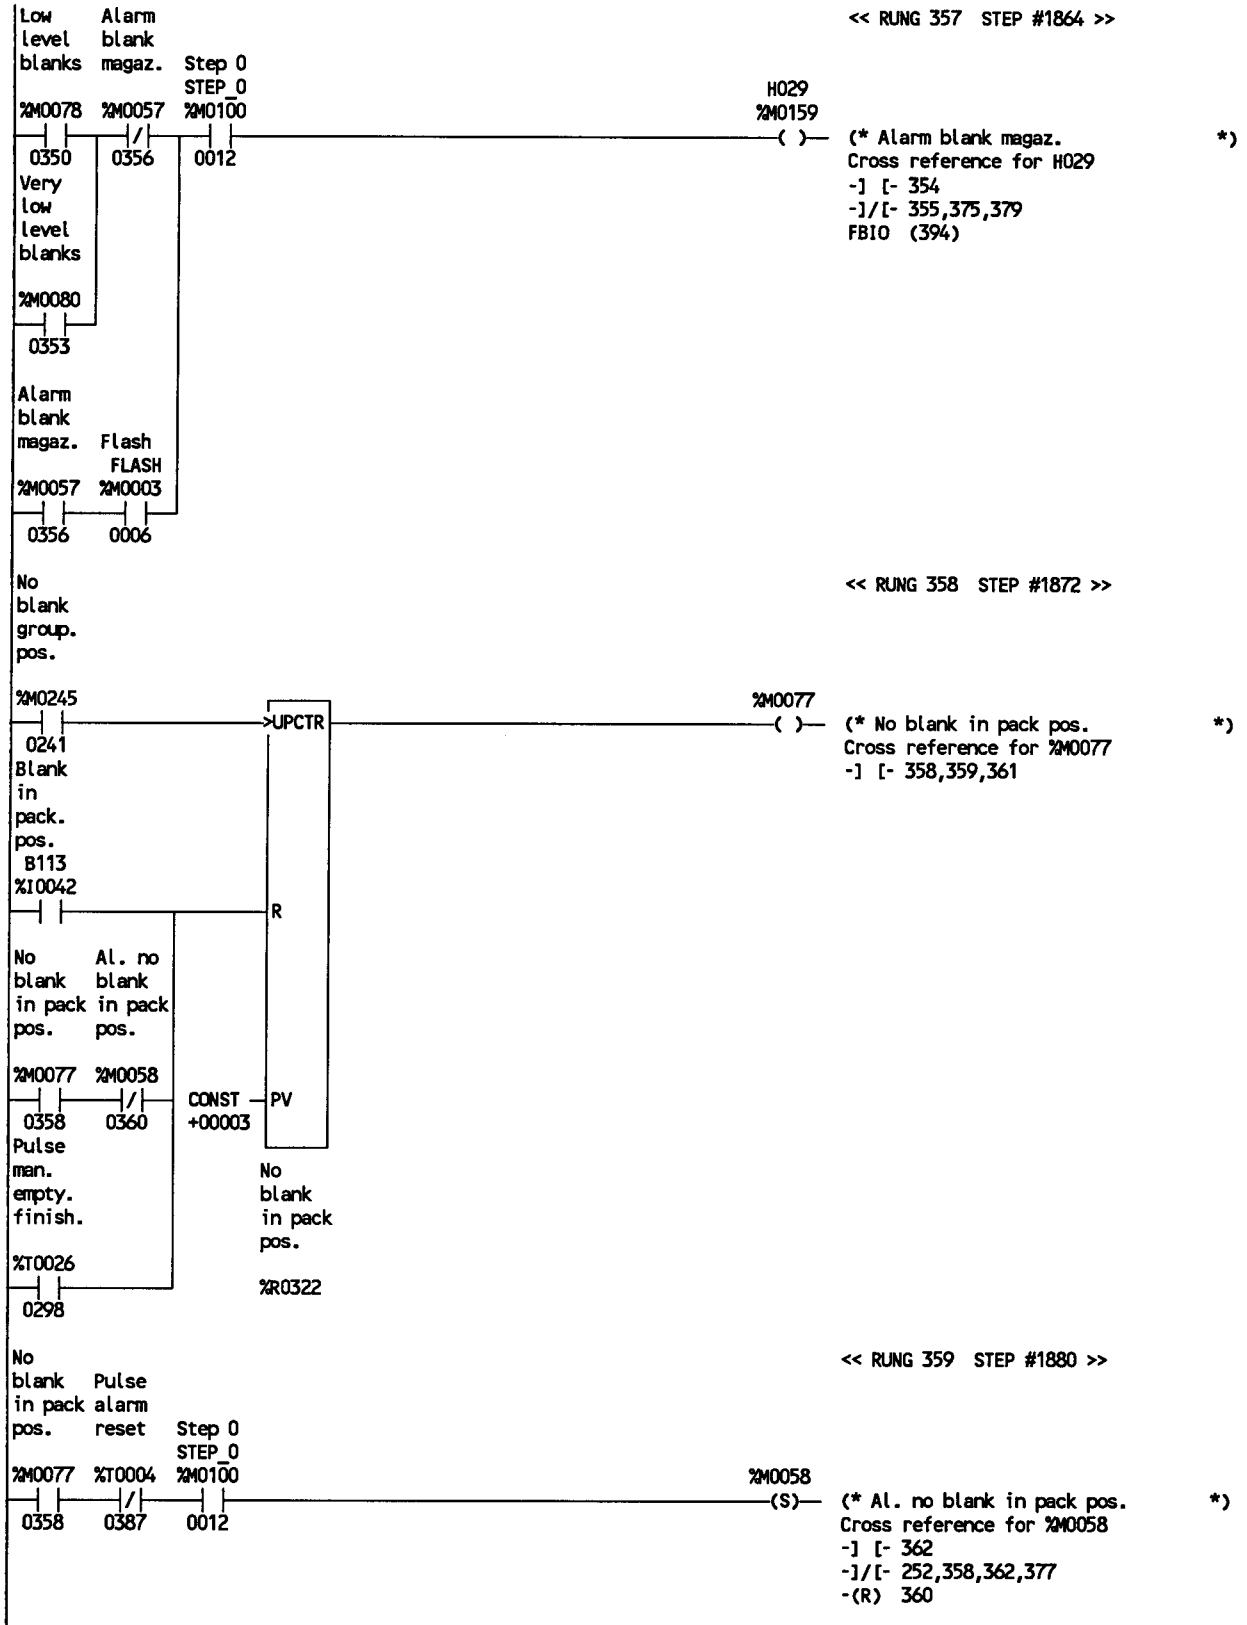 Low Alarm << RUNG 357 STEP #1864 >>
level blank
blanks magaz. Step 0
STEP_0
H029
%M0078 %M0057 %M0100 %M0159
-] [- -]/[- -] [- -( )- (* Alarm blank magaz. *)
0350 0356 0012 Cross reference for H029
Very -] [- 354
low -]/[- 355,375,379
level FBIO (394)
blanks
%M0080
0353
Alarm
blank
magaz. Flash
FLASH
%M0057 %M0003
0356 0006
No << RUNG 358 STEP #1872 >>
blank
group.
pos.
%M0245 %M0077
>UPCTR ( ) (* No blank in pack pos. *)
0241 Cross reference for %M0077
Blank -] [- 358,359,361
in
pack.
pos.
B113
%I0042
R
No Al. no
blank blank
in pack in pack
pos. pos.
%M0077 %M0058
/ CONST PV
0358 0360 +00003
Pulse
man. No
empty. blank
finish. in pack
pos.
%T0026 %R0322
0298
No << RUNG 359 STEP #1880 >>
blank Pulse
in pack alarm
pos. reset Step 0
STEP_0
%M0077 %T0004 %M0100 %M0058
/ (S) (* Al. no blank in pack pos. *)
0358 0387 0012 Cross reference for %M0058
-] [- 362
-]/[- 252,358,362,377
-(R) 360